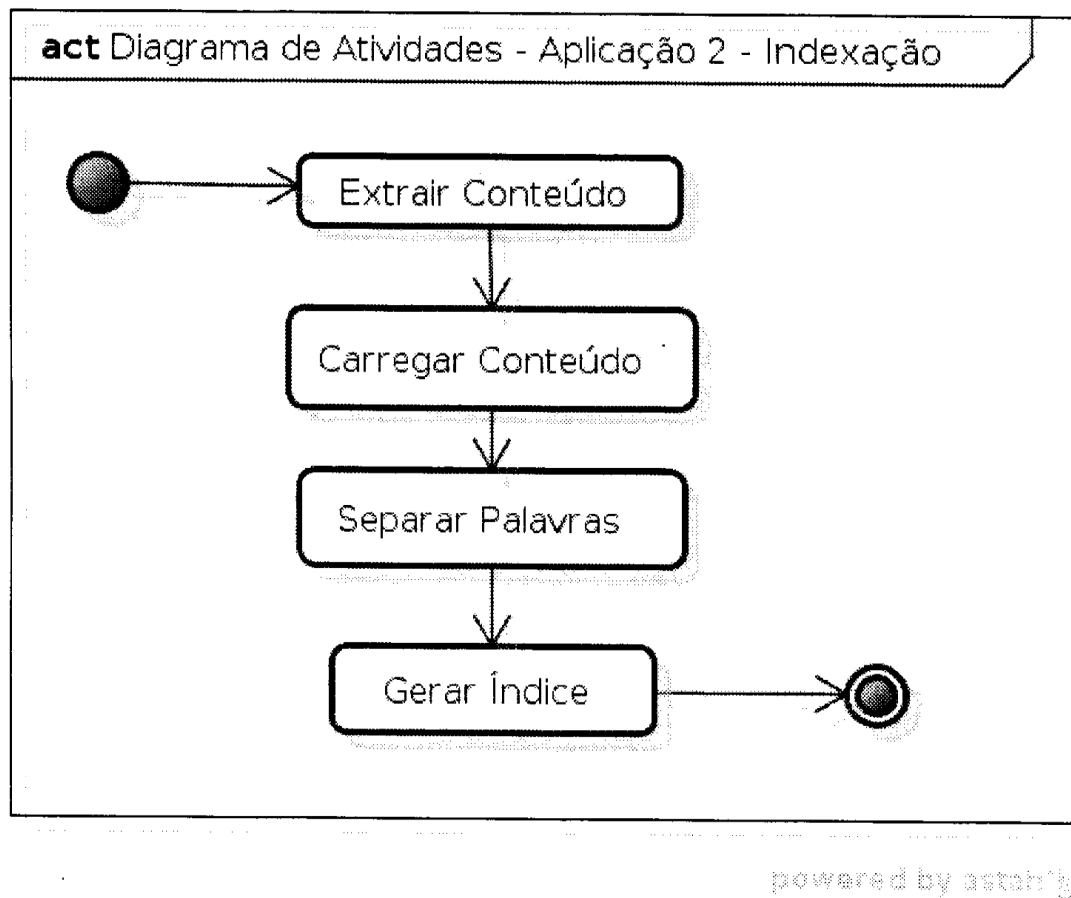 act Diagrama de Atividades - Aplicação 2 - Indexação
Extrair Conteúdo
Carregar Conteúdo
Separar Palavras
Gerar Índice
powered by astah*